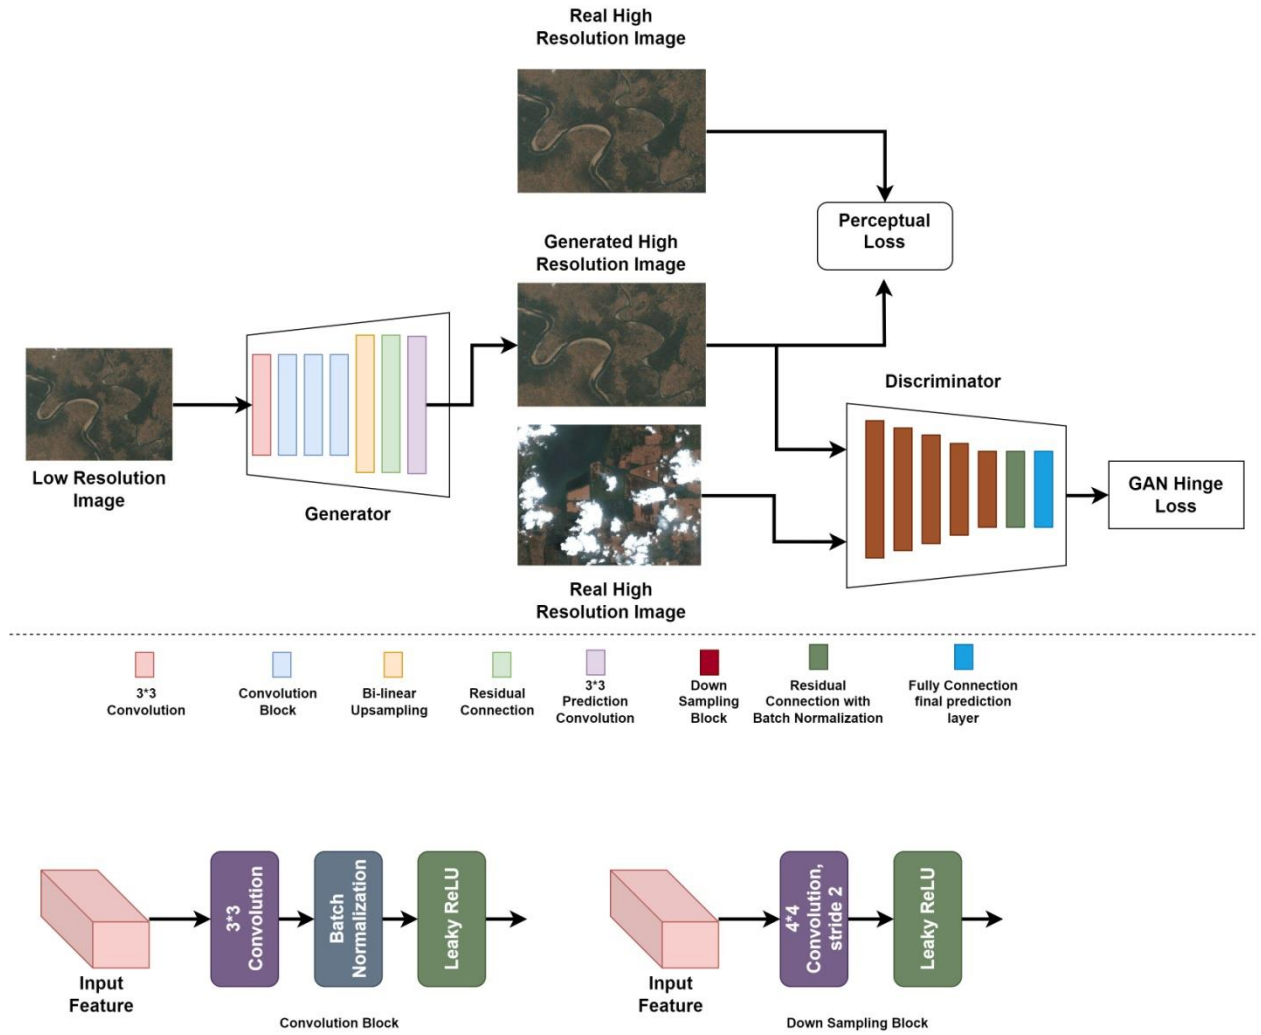 Real High
Resolution Image
Perceptual
Loss
Generated High
Resolution Image
Discriminator
Low Resolution
Image
Generator
GAN Hinge
Loss
Real High
Resolution Image
3*3
Convolution
Convolution
Block
Bi-linear
Upsampling
Residual
Connection
3*3
Prediction
Convolution
Down
Sampling
Block
Residual
Connection with
Batch Normalization
Fully Connection
final prediction
layer
Input
Feature
3*3
Convolution
Batch
Normalization
Leaky ReLU
Convolution Block
Input
Feature
4*4
Convolution,
stride 2
Leaky ReLU
Down Sampling Block